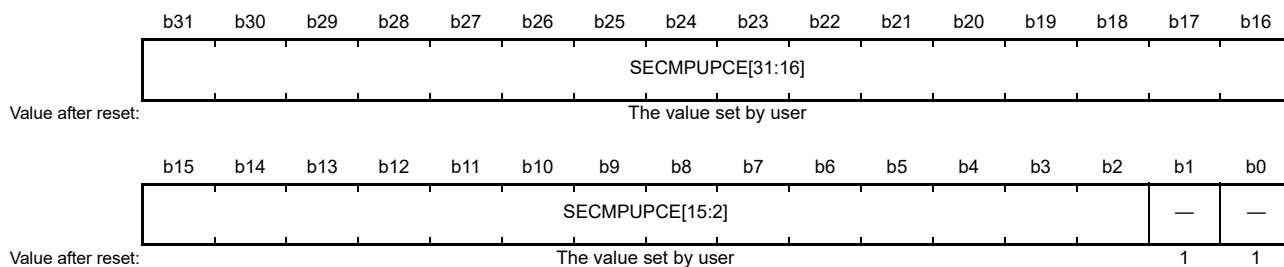 b31 b30 b29 b28 b27 b26 b25 b24 b23 b22 b21 b20 b19 b18 b17 b16
SECMPUPCE[31:16]
Value after reset: The value set by user
b15 b14 b13 b12 b11 b10 b9 b8 b7 b6 b5 b4 b3 b2 b1 b0
SECMPUPCE[15:2] — —
Value after reset: The value set by user 1 1